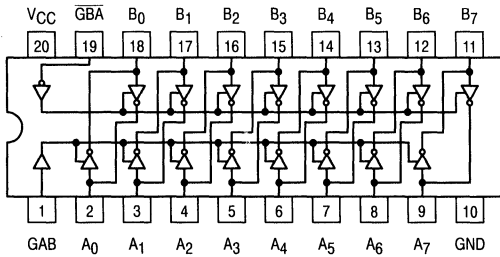 VCC GBA B0 B1 B2 B3 B4 B5 B6 B7
20 19 18 17 16 15 14 13 12 11
1 2 3 4 5 6 7 8 9 10
GAB A0 A1 A2 A3 A4 A5 A6 A7 GND